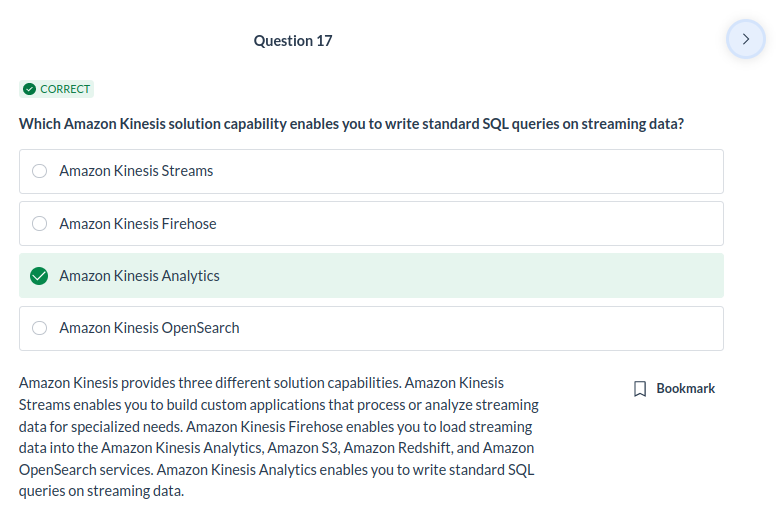 Question 17
CORRECT
Which Amazon Kinesis solution capability enables you to write standard SQL queries on streaming data?
Amazon Kinesis Streams
Amazon Kinesis Firehose
Amazon Kinesis Analytics
Amazon Kinesis OpenSearch
Amazon Kinesis provides three different solution capabilities. Amazon Kinesis
Streams enables you to build custom applications that process or analyze streaming
data for specialized needs. Amazon Kinesis Firehose enables you to load streaming
data into the Amazon Kinesis Analytics, Amazon S3, Amazon Redshift, and Amazon
OpenSearch services. Amazon Kinesis Analytics enables you to write standard SQL
queries on streaming data.
Bookmark